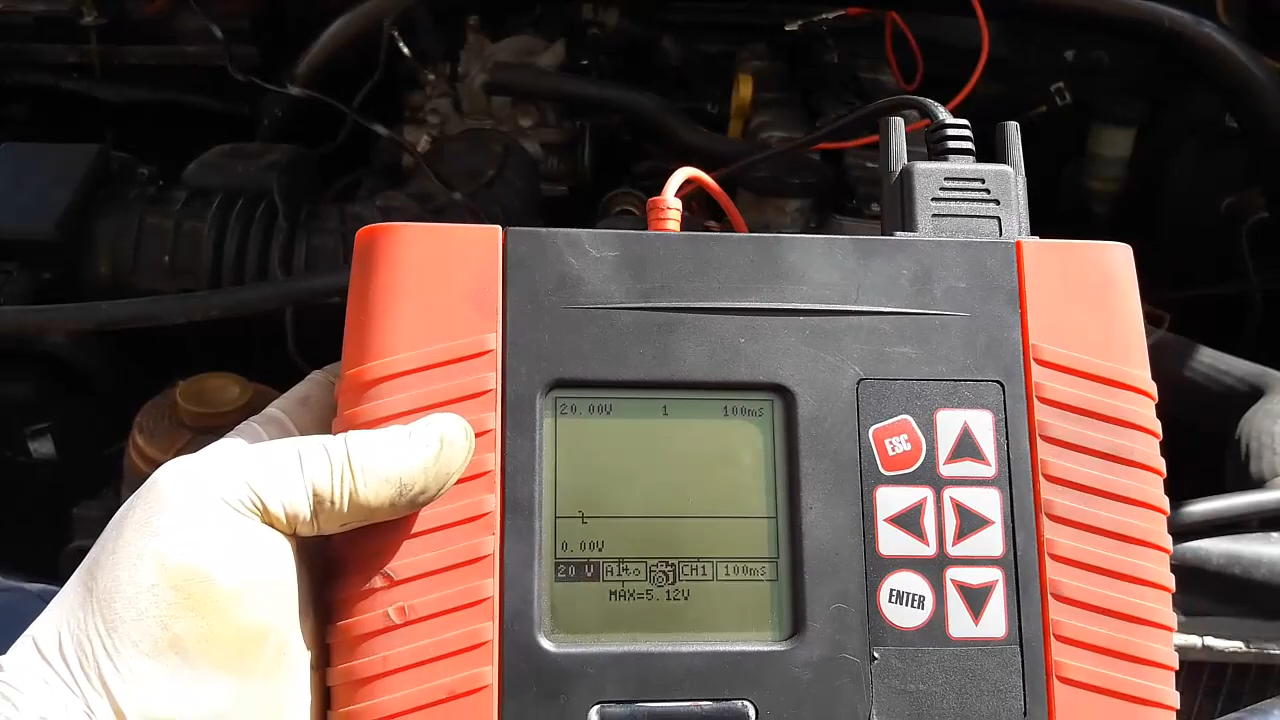 20.00V 1 100ms
0.00V
20 V Auto CH1 100ms
MAX=5.12V
ESC
ENTER